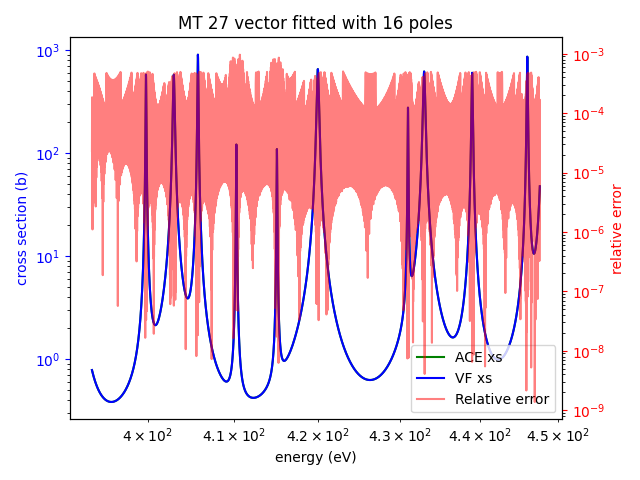 MT 27 vector fitted with 16 poles
10³
10²
10¹
10⁰
cross section (b)
10⁻³
10⁻⁴
10⁻⁵
10⁻⁶
10⁻⁷
10⁻⁸
10⁻⁹
relative error
ACE xs
VF xs
Relative error
4 × 10² 4.1 × 10² 4.2 × 10² 4.3 × 10² 4.4 × 10² 4.5 × 10²
energy (eV)